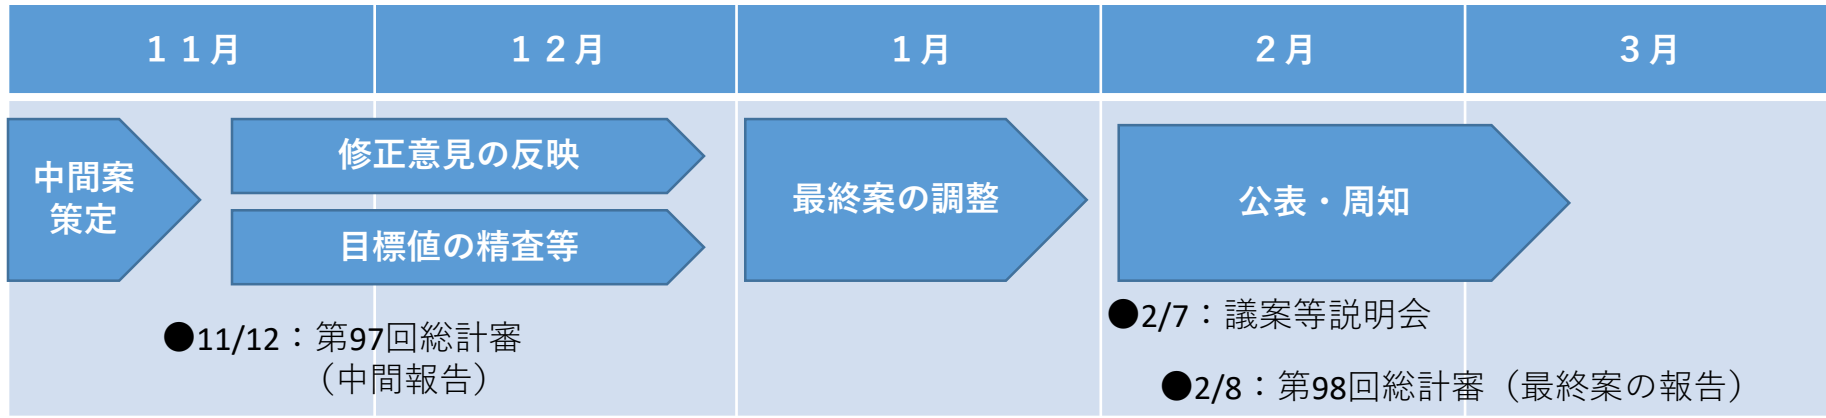 １１月
１２月
１月
２月
３月
中間案
策定
修正意見の反映
目標値の精査等
最終案の調整
公表・周知
●11/12：第97回総計審
（中間報告）
●2/7：議案等説明会
●2/8：第98回総計審（最終案の報告）